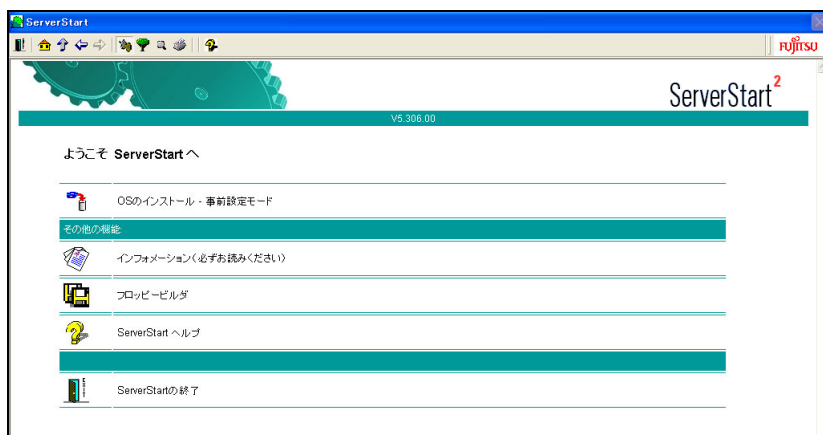 ServerStart
FUJITSU
ServerStart2
V5.306.00
ようこそ ServerStart へ
OSのインストール - 事前設定モード
その他の機能
インフォメーション(必ずお読みください)
フロッピービルダ
ServerStart ヘルプ
EXIT
ServerStartの終了